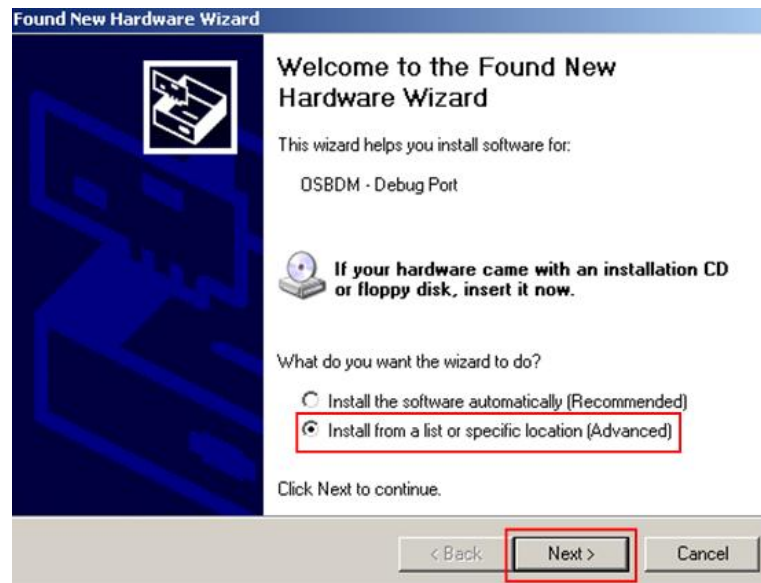 Found New Hardware Wizard
Welcome to the Found New
Hardware Wizard
This wizard helps you install software for:
OSBDM - Debug Port
If your hardware came with an installation CD
or floppy disk, insert it now.
What do you want the wizard to do?
Install the software automatically (Recommended)
Install from a list or specific location (Advanced)
Click Next to continue.
< Back
Next >
Cancel